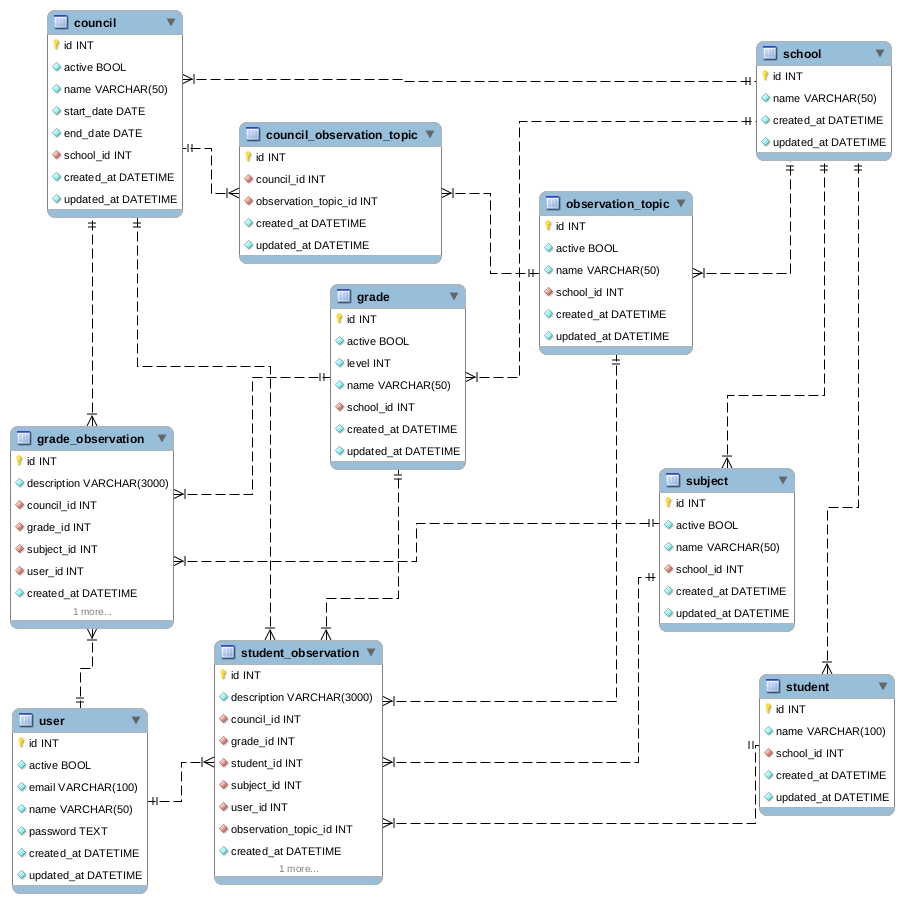 council
id INT
active BOOL
name VARCHAR(50)
start_date DATE
end_date DATE
school_id INT
created_at DATETIME
updated_at DATETIME
school
id INT
name VARCHAR(50)
created_at DATETIME
updated_at DATETIME
council_observation_topic
id INT
council_id INT
observation_topic_id INT
created_at DATETIME
updated_at DATETIME
observation_topic
id INT
active BOOL
name VARCHAR(50)
school_id INT
created_at DATETIME
updated_at DATETIME
grade
id INT
active BOOL
level INT
name VARCHAR(50)
school_id INT
created_at DATETIME
updated_at DATETIME
grade_observation
id INT
description VARCHAR(3000)
council_id INT
grade_id INT
subject_id INT
user_id INT
created_at DATETIME
1 more...
subject
id INT
active BOOL
name VARCHAR(50)
school_id INT
created_at DATETIME
updated_at DATETIME
student_observation
id INT
description VARCHAR(3000)
council_id INT
grade_id INT
student_id INT
subject_id INT
user_id INT
observation_topic_id INT
created_at DATETIME
1 more...
student
id INT
name VARCHAR(100)
school_id INT
created_at DATETIME
updated_at DATETIME
user
id INT
active BOOL
email VARCHAR(100)
name VARCHAR(50)
password TEXT
created_at DATETIME
updated_at DATETIME